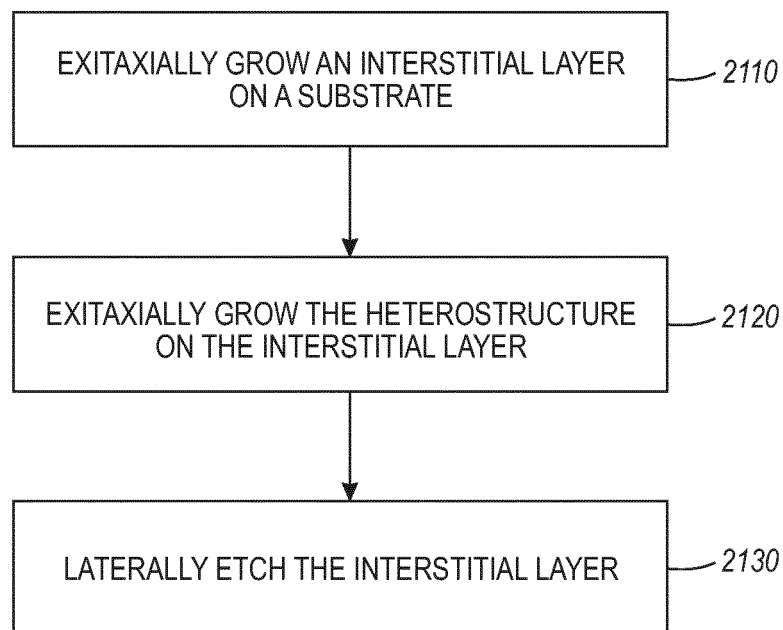 EXITAXIALLY GROW AN INTERSTITIAL LAYER
ON A SUBSTRATE
2110
EXITAXIALLY GROW THE HETEROSTRUCTURE
ON THE INTERSTITIAL LAYER
2120
LATERALLY ETCH THE INTERSTITIAL LAYER
2130